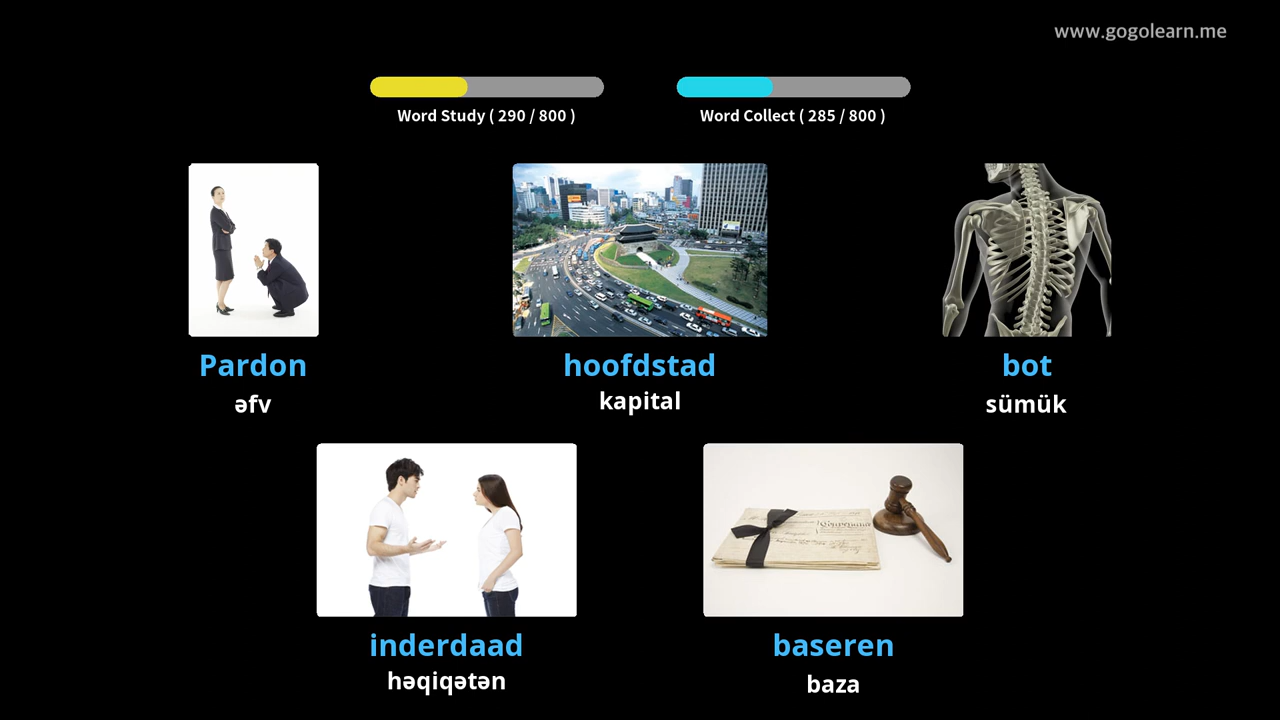 www.gogolearn.me
Word Study ( 290 / 800 )
Word Collect ( 285 / 800 )
Pardon
əfv
hoofdstad
kapital
bot
sümük
inderdaad
həqiqətən
baseren
baza